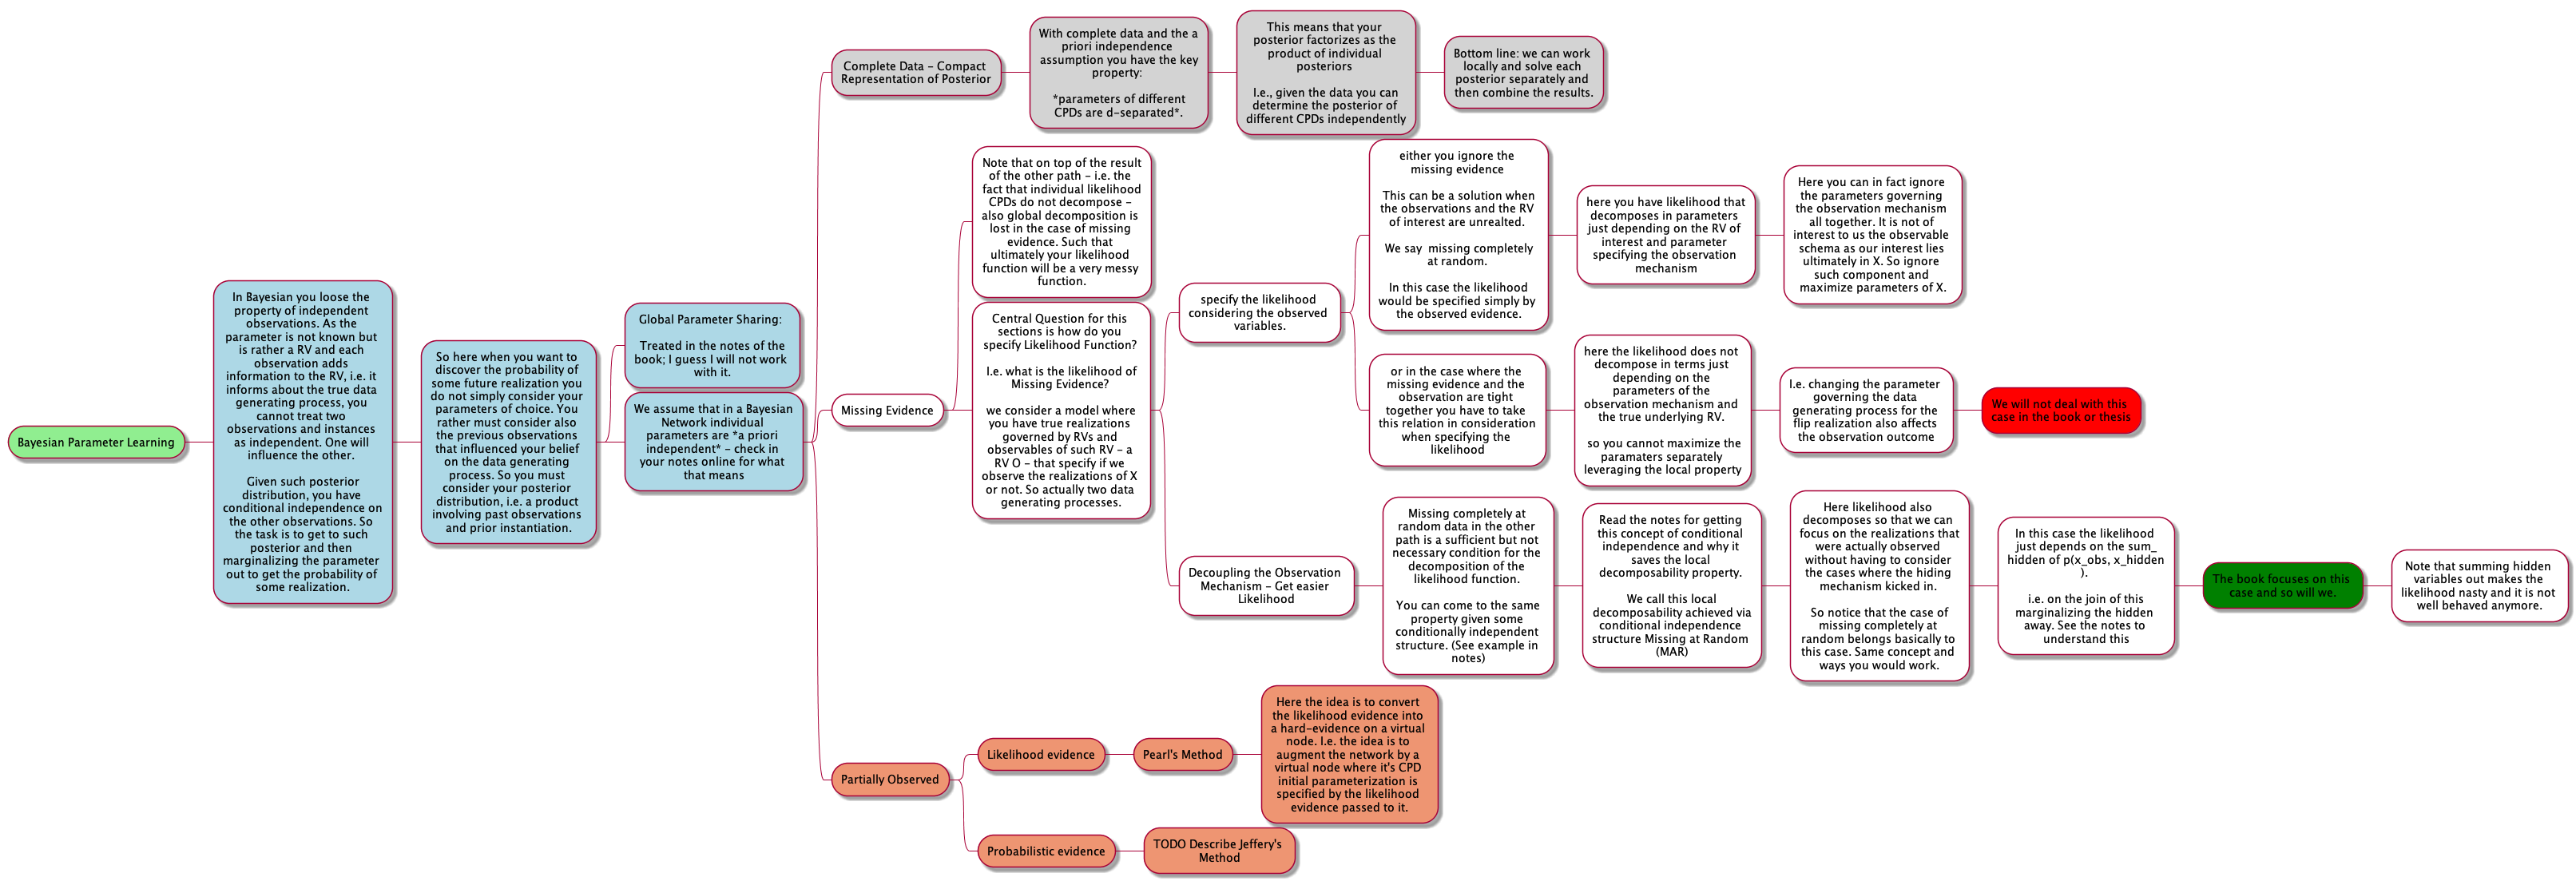 Bayesian Parameter Learning
In Bayesian you loose the
property of independent
observations. As the
parameter is not known but
is rather a RV and each
observation adds
information to the RV, i.e. it
informs about the true data
generating process, you
cannot treat two
observations and instances
as independent. One will
influence the other.
Given such posterior
distribution, you have
conditional independence on
the other observations. So
the task is to get to such
posterior and then
marginalizing the parameter
out to get the probability of
some realization.
So here when you want to
discover the probability of
some future realization you
do not simply consider your
parameters of choice. You
rather must consider also
the previous observations
that influenced your belief
on the data generating
process. So you must
consider your posterior
distribution, i.e. a product
involving past observations
and prior instantiation.
Global Parameter Sharing:
Treated in the notes of the
book; I guess I will not work
with it.
We assume that in a Bayesian
Network individual
parameters are *a priori
independent* - check in
your notes online for what
that means
Complete Data - Compact
Representation of Posterior
With complete data and the a
priori independence
assumption you have the key
property:
*parameters of different
CPDs are d-separated*.
This means that your
posterior factorizes as the
product of individual
posteriors
I.e., given the data you can
determine the posterior of
different CPDs independently
Bottom line: we can work
locally and solve each
posterior separately and
then combine the results.
Missing Evidence
Note that on top of the result
of the other path - i.e. the
fact that individual likelihood
CPDs do not decompose -
also global decomposition is
lost in the case of missing
evidence. Such that
ultimately your likelihood
function will be a very messy
function.
Central Question for this
sections is how do you
specify Likelihood Function?
I.e. what is the likelihood of
Missing Evidence?
we consider a model where
you have true realizations
governed by RVs and
observables of such RV - a
RV O - that specify if we
observe the realizations of X
or not. So actually two data
generating processes.
specify the likelihood
considering the observed
variables.
either you ignore the
missing evidence
This can be a solution when
the observations and the RV
of interest are unrealted.
We say  missing completely
at random.
In this case the likelihood
would be specified simply by
the observed evidence.
here you have likelihood that
decomposes in parameters
just depending on the RV of
interest and parameter
specifying the observation
mechanism
Here you can in fact ignore
the parameters governing
the observation mechanism
all together. It is not of
interest to us the observable
schema as our interest lies
ultimately in X. So ignore
such component and
maximize parameters of X.
or in the case where the
missing evidence and the
observation are tight
together you have to take
this relation in consideration
when specifying the
likelihood
here the likelihood does not
decompose in terms just
depending on the
parameters of the
observation mechanism and
the true underlying RV.
so you cannot maximize the
paramaters separately
leveraging the local property
I.e. changing the parameter
governing the data
generating process for the
flip realization also affects
the observation outcome
We will not deal with this
case in the book or thesis
Decoupling the Observation
Mechanism - Get easier
Likelihood
Missing completely at
random data in the other
path is a sufficient but not
necessary condition for the
decomposition of the
likelihood function.
You can come to the same
property given some
conditionally independent
structure. (See example in
notes)
Read the notes for getting
this concept of conditional
independence and why it
saves the local
decomposability property.
We call this local
decomposability achieved via
conditional independence
structure Missing at Random
(MAR)
Here likelihood also
decomposes so that we can
focus on the realizations that
were actually observed
without having to consider
the cases where the hiding
mechanism kicked in.
So notice that the case of
missing completely at
random belongs basically to
this case. Same concept and
ways you would work.
In this case the likelihood
just depends on the sum_
hidden of p(x_obs, x_hidden
).
i.e. on the join of this
marginalizing the hidden
away. See the notes to
understand this
The book focuses on this
case and so will we.
Note that summing hidden
variables out makes the
likelihood nasty and it is not
well behaved anymore.
Partially Observed
Likelihood evidence
Pearl's Method
Here the idea is to convert
the likelihood evidence into
a hard-evidence on a virtual
node. I.e. the idea is to
augment the network by a
virtual node where it's CPD
initial parameterization is
specified by the likelihood
evidence passed to it.
Probabilistic evidence
TODO Describe Jeffery's
Method